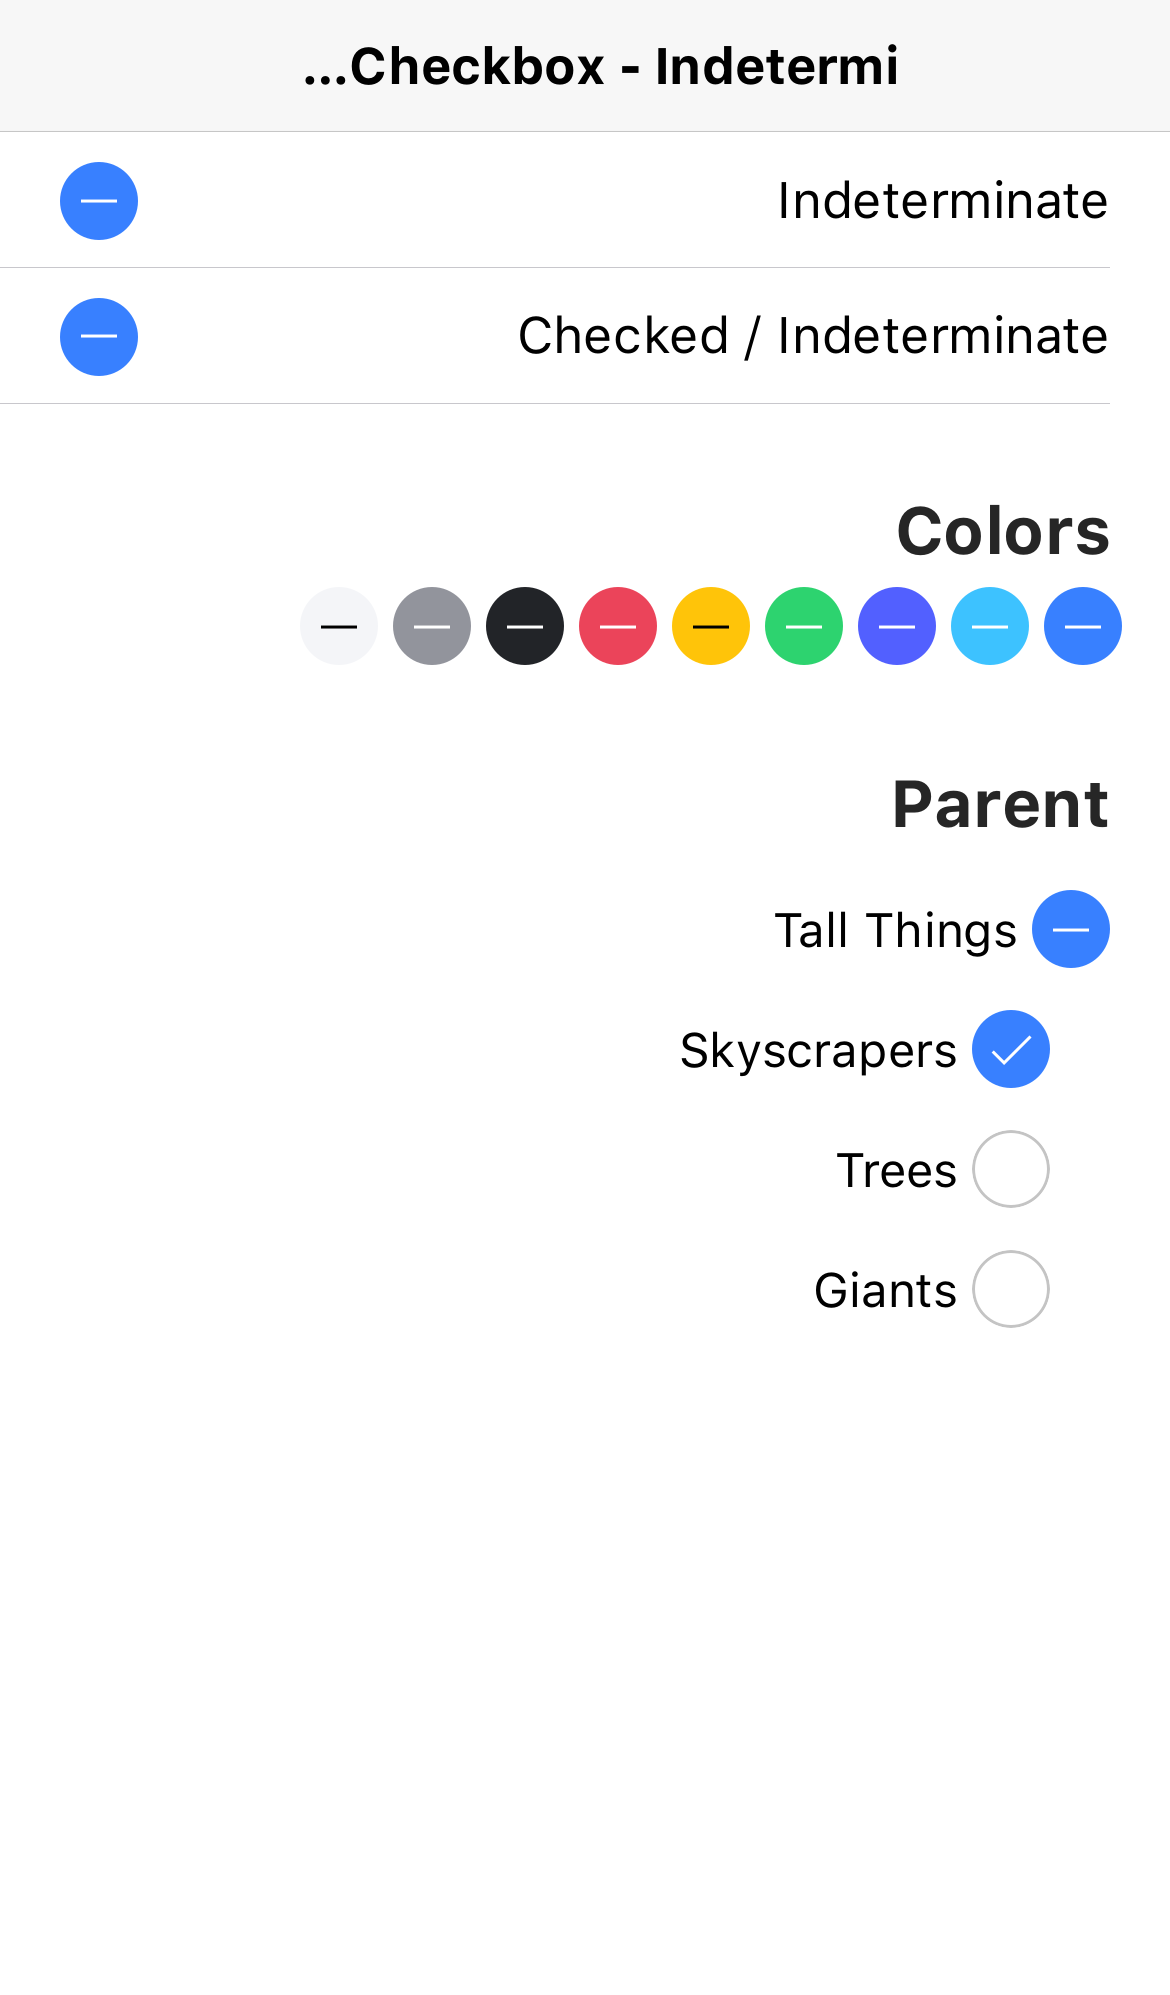 ...Checkbox - Indetermi
Indeterminate
Checked / Indeterminate
Colors
Parent
Tall Things
Skyscrapers
Trees
Giants